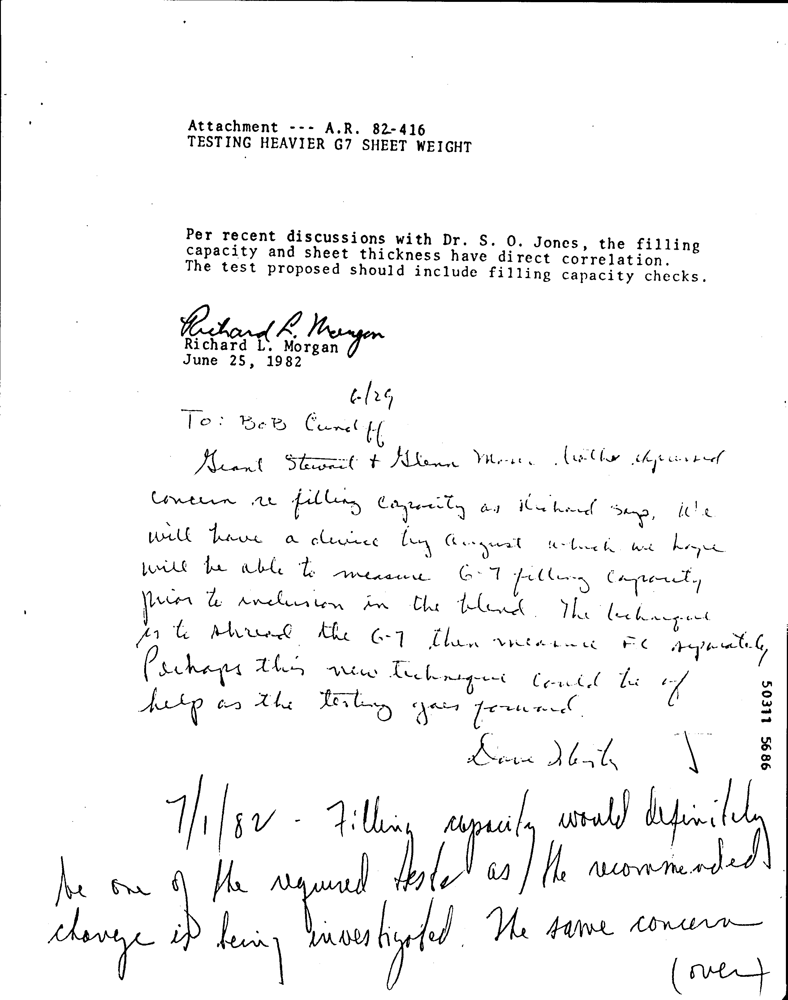 Attachment --- A.R. 82-416
TESTING HEAVIER G7 SHEET WEIGHT
Per recent discussions with Dr. S. O. Jones, the filling
capacity and sheet thickness have direct correlation.
The test proposed should include filling capacity checks.
Richard L. Morgan
Richard L. Morgan
June 25, 1982
6/29
To: Bob Cundiff
Grant Stewart + Glenn have expressed
concern re filling capacity as Richard says. We
will have a device by August which we hope
will be able to measure G-7 filling capacity
prior to inclusion in the blend. The technique
is to shread the G-7 then measure FC separately
Perhaps this new technique could be of
help as the testing goes forward.
Dave
7/1/82 - Filling capacity would definitely
be one of the required tests as the recommended
change is being investigated. The same concern
(over)
50311 5686